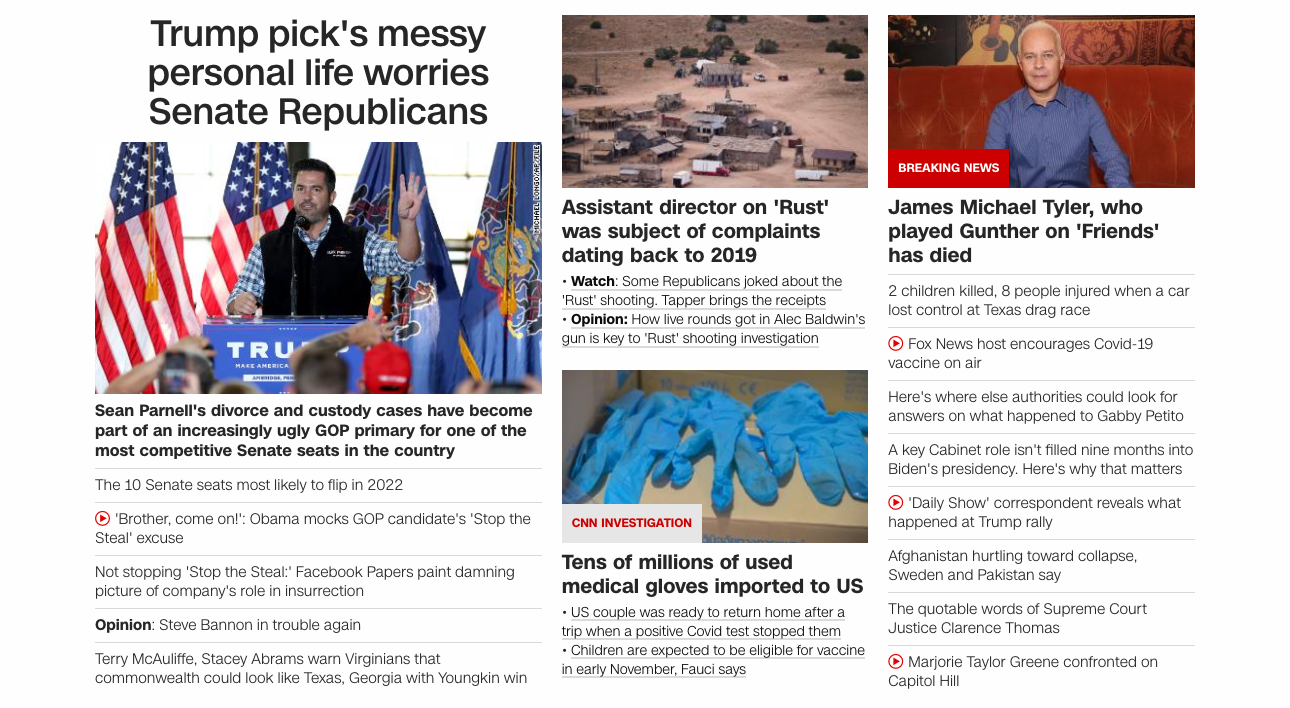 Trump pick's messy
personal life worries
Senate Republicans
MICHAEL LONGO/AP/FILE
TRU
MAKE AMERICA
Sean Parnell's divorce and custody cases have become
part of an increasingly ugly GOP primary for one of the
most competitive Senate seats in the country
The 10 Senate seats most likely to flip in 2022
'Brother, come on!': Obama mocks GOP candidate's 'Stop the
Steal' excuse
Not stopping 'Stop the Steal:' Facebook Papers paint damning
picture of company's role in insurrection
Opinion: Steve Bannon in trouble again
Terry McAuliffe, Stacey Abrams warn Virginians that
commonwealth could look like Texas, Georgia with Youngkin win
Assistant director on 'Rust'
was subject of complaints
dating back to 2019
• Watch: Some Republicans joked about the
'Rust' shooting. Tapper brings the receipts
• Opinion: How live rounds got in Alec Baldwin's
gun is key to 'Rust' shooting investigation
CNN INVESTIGATION
Tens of millions of used
medical gloves imported to US
• US couple was ready to return home after a
trip when a positive Covid test stopped them
• Children are expected to be eligible for vaccine
in early November, Fauci says
BREAKING NEWS
James Michael Tyler, who
played Gunther on 'Friends'
has died
2 children killed, 8 people injured when a car
lost control at Texas drag race
Fox News host encourages Covid-19
vaccine on air
Here's where else authorities could look for
answers on what happened to Gabby Petito
A key Cabinet role isn't filled nine months into
Biden's presidency. Here's why that matters
'Daily Show' correspondent reveals what
happened at Trump rally
Afghanistan hurtling toward collapse,
Sweden and Pakistan say
The quotable words of Supreme Court
Justice Clarence Thomas
Marjorie Taylor Greene confronted on
Capitol Hill